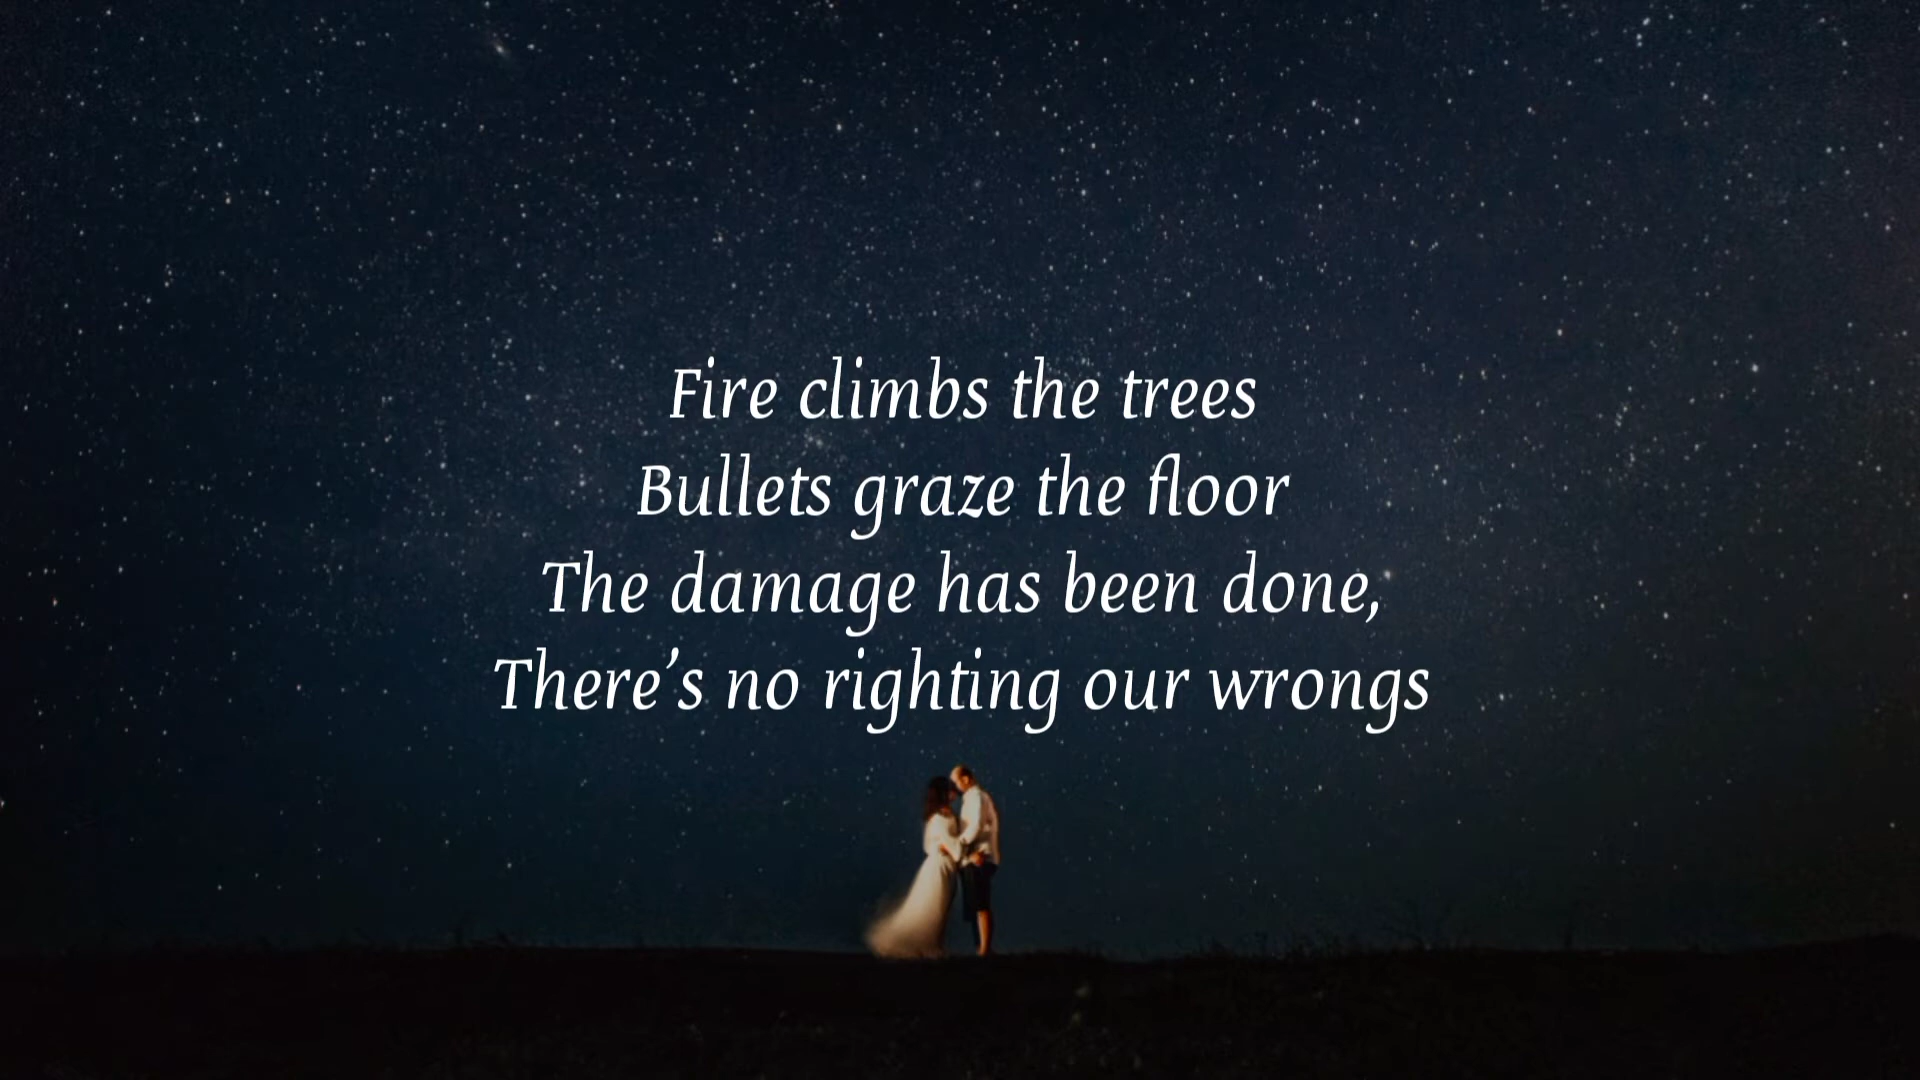 Fire climbs the trees
Bullets graze the floor
The damage has been done,
There’s no righting our wrongs